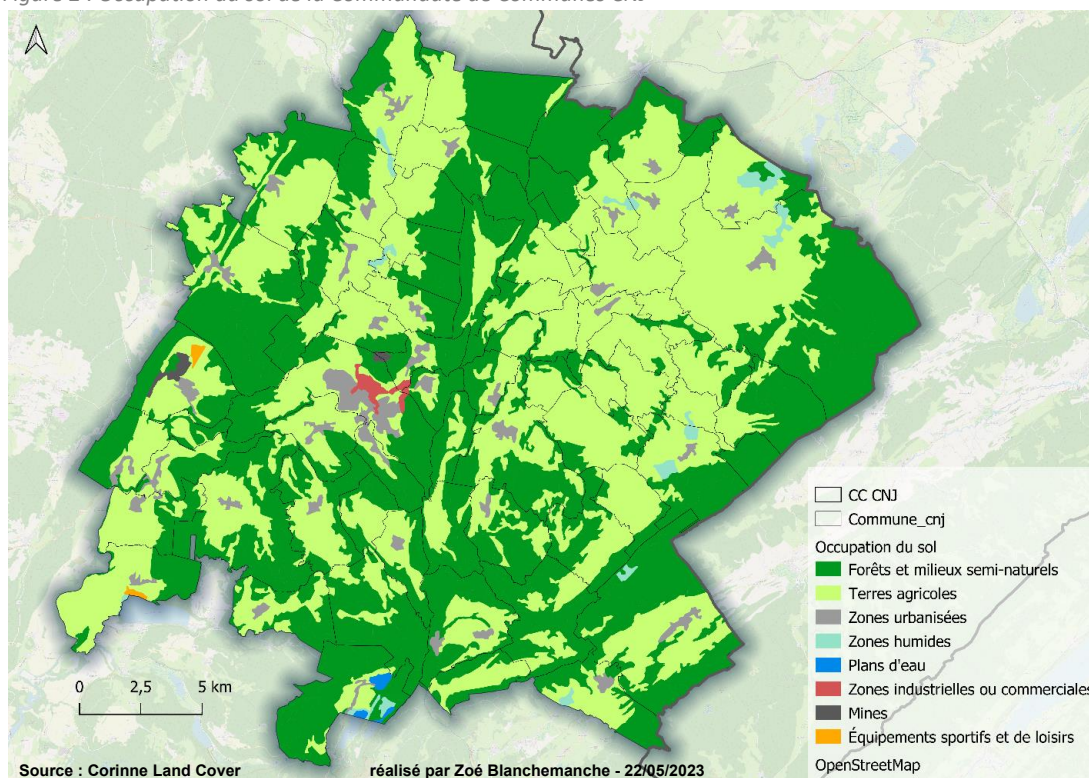 0 2,5 5 km
Source : Corinne Land Cover réalisé par Zoé Blanchemanche - 22/05/2023
CC CNJ
Commune_cnj
Occupation du sol
Forêts et milieux semi-naturels
Terres agricoles
Zones urbanisées
Zones humides
Plans d'eau
Zones industrielles ou commerciales
Mines
Équipements sportifs et de loisirs
OpenStreetMap